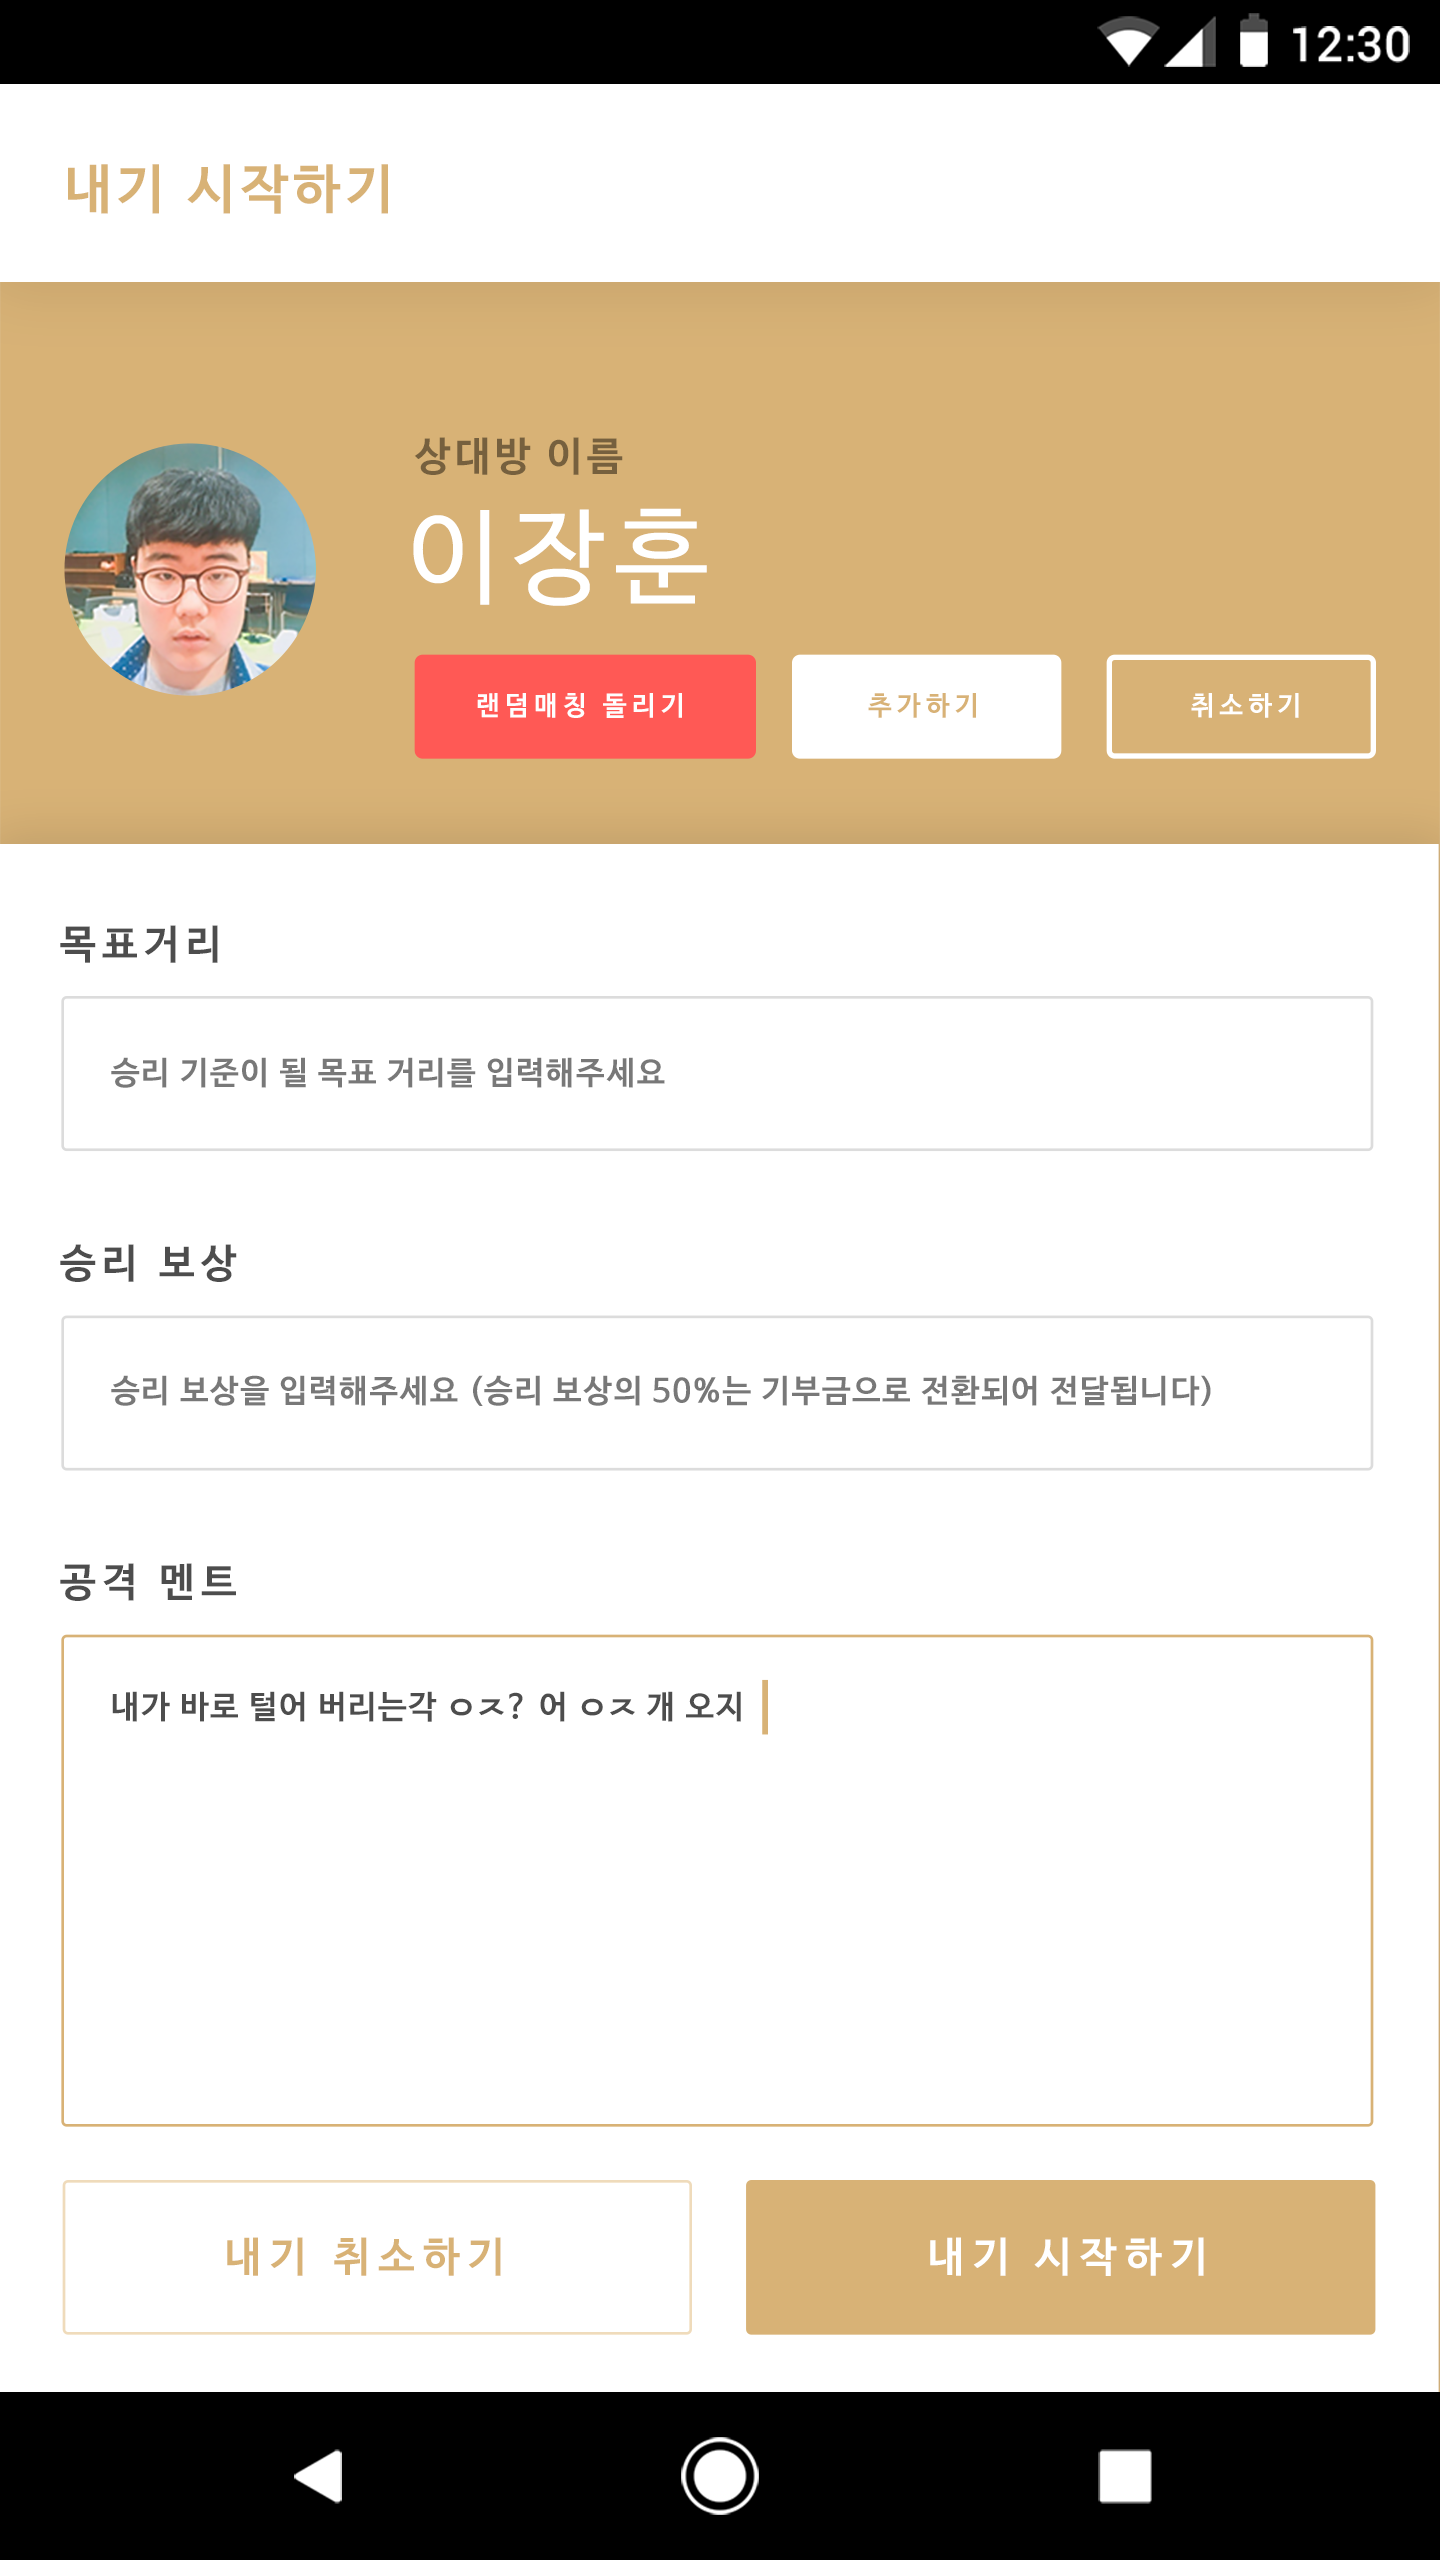 12:30
내기 시작하기
상대방 이름
이장훈
랜덤매칭 돌리기 추가하기 취소하기
목표거리
승리 기준이 될 목표 거리를 입력해주세요
승리 보상
승리 보상을 입력해주세요 (승리 보상의 50%는 기부금으로 전환되어 전달됩니다)
공격 멘트
내가 바로 털어 버리는각 ㅇㅈ? 어 ㅇㅈ 개 오지
내기 취소하기 내기 시작하기